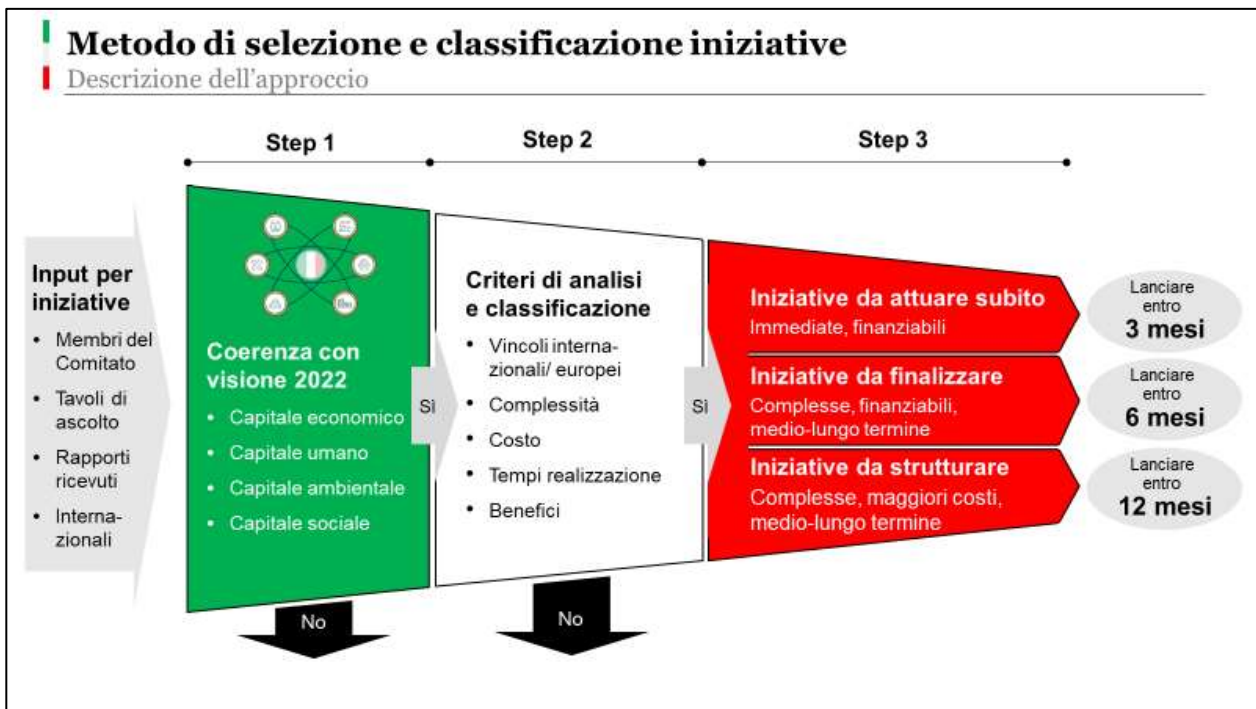 Metodo di selezione e classificazione iniziative
Descrizione dell'approccio
Step 1
Step 2
Step 3
Input per
iniziative
• Membri del
Comitato
• Tavoli di
ascolto
• Rapporti
ricevuti
• Interna-
zionali
Coerenza con
visione 2022
• Capitale economico
• Capitale umano
• Capitale ambientale
• Capitale sociale
Sì
No
Criteri di analisi
e classificazione
• Vincoli interna-
zionali/ europei
• Complessità
• Costo
• Tempi realizzazione
• Benefici
Sì
No
Iniziative da attuare subito
Immediate, finanziabili
Lanciare
entro
3 mesi
Iniziative da finalizzare
Complesse, finanziabili,
medio-lungo termine
Lanciare
entro
6 mesi
Iniziative da strutturare
Complesse, maggiori costi,
medio-lungo termine
Lanciare
entro
12 mesi